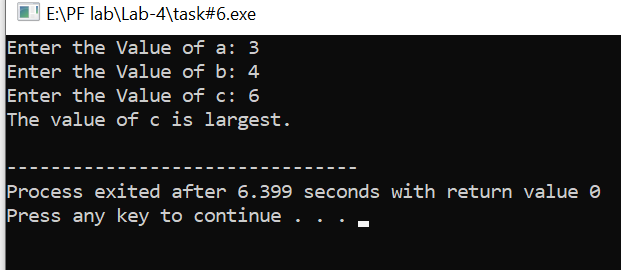 E:\PF lab\Lab-4\task#6.exe
Enter the Value of a: 3
Enter the Value of b: 4
Enter the Value of c: 6
The value of c is largest.
--------------------------------
Process exited after 6.399 seconds with return value 0
Press any key to continue . . .